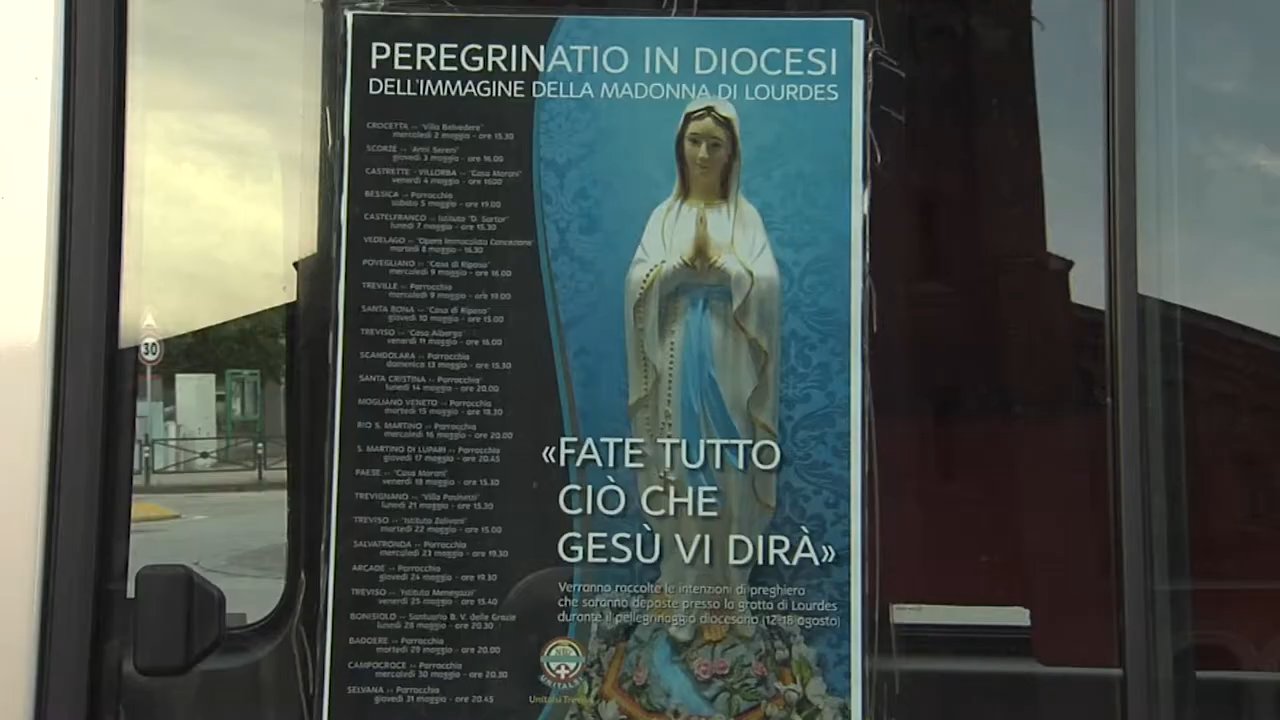 PEREGRINATIO IN DIOCESI
DELL'IMMAGINE DELLA MADONNA DI LOURDES
CROCETTA -- "Villa Belvedere"
mercoledì 2 maggio - ore 15.30
SCORZÈ -- "Anni Sereni"
giovedì 3 maggio - ore 16.00
CASTRETTE - VILLORBA -- "Casa Marani"
venerdì 4 maggio - ore 1600
BESSICA -- Parrocchia
sabato 5 maggio - ore 19.00
CASTELFRANCO -- Istituto "D. Sartor"
lunedì 7 maggio - ore 15.30
VEDELAGO -- "Opera Immacolata Concezione"
martedì 8 maggio - 16.30
POVEGLIANO -- "Casa di Riposo"
mercoledì 9 maggio - ore 16.00
TREVILLE -- Parrocchia
mercoledì 9 maggio - ore 18.00
SANTA BONA -- "Casa di Riposo"
giovedì 10 maggio - ore 15.00
TREVISO -- "Casa Albergo"
venerdì 11 maggio - ore 16.00
SCANDOLARA -- Parrocchia
domenica 13 maggio - ore 15.30
SANTA CRISTINA -- Parrocchia
lunedì 14 maggio - ore 20.00
MOGLIANO VENETO -- Parrocchia
martedì 15 maggio - ore 18.30
RIO S. MARTINO -- Parrocchia
mercoledì 16 maggio - ore 20.00
S. MARTINO DI LUPARI -- Parrocchia
giovedì 17 maggio - ore 20.45
PAESE -- "Casa Marani"
venerdì 18 maggio - ore 15.30
TREVIGNANO -- "Villa
lunedì 21 maggio - ore 15.30
TREVISO -- "Istituto Zalivani"
martedì 22 maggio - ore 15.00
SALVATRONDA -- Parrocchia
mercoledì 23 maggio - ore 19.30
ARCADE -- Parrocchia
giovedì 24 maggio - ore 19.30
TREVISO -- "Istituto Menegazzi"
venerdì 25 maggio - ore 15.40
BONISIOLO -- Santuario B. V. delle Grazie
lunedì 28 maggio - ore 20.30
BADOERE -- Parrocchia
martedì 29 maggio - ore 20.00
CAMPOCROCE -- Parrocchia
mercoledì 30 maggio - ore 20.30
SELVANA -- Parrocchia
giovedì 31 maggio - ore 20.45
«FATE TUTTO
CIÒ CHE
GESÙ VI DIRÀ»
Verranno raccolte le intenzioni di preghiera
che saranno deposte presso la grotta di Lourdes
durante il pellegrinaggio diocesano (12-18 agosto)
UNITALSI
Unitalsi Treviso
30